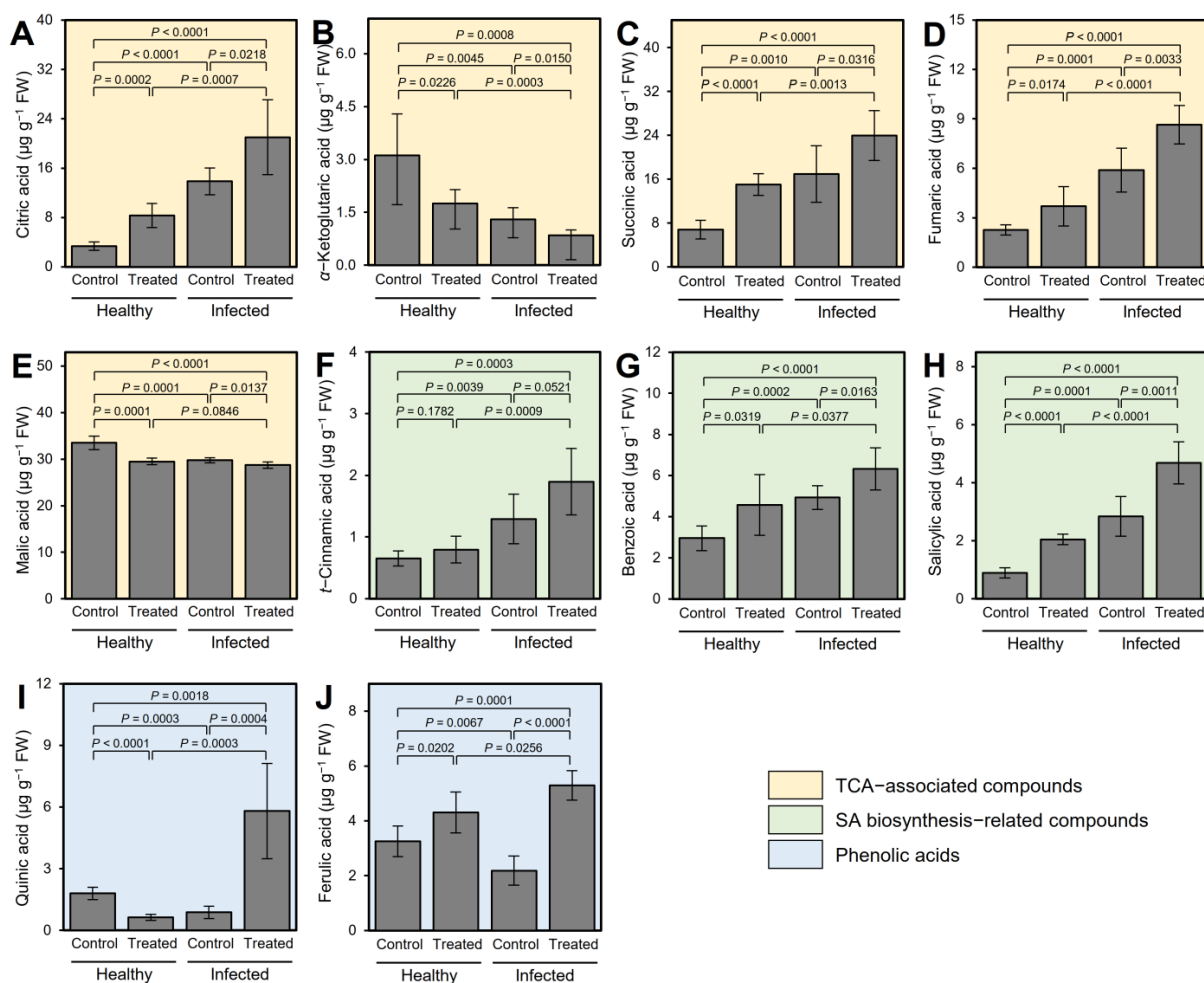 A
Citric acid (µg g⁻¹ FW)
40
32
24
16
8
0
P < 0.0001
P < 0.0001
P = 0.0218
P = 0.0002
P = 0.0007
Control Treated Control Treated
Healthy Infected
B
α−Ketoglutaric acid (µg g⁻¹ FW)
6.0
4.5
3.0
1.5
0.0
P = 0.0008
P = 0.0045
P = 0.0150
P = 0.0226
P = 0.0003
Control Treated Control Treated
Healthy Infected
C
Succinic acid (µg g⁻¹ FW)
40
32
24
16
8
0
P < 0.0001
P = 0.0010
P = 0.0316
P < 0.0001
P = 0.0013
Control Treated Control Treated
Healthy Infected
D
Fumaric acid (µg g⁻¹ FW)
15
12
9
6
3
0
P < 0.0001
P = 0.0001
P = 0.0033
P = 0.0174
P < 0.0001
Control Treated Control Treated
Healthy Infected
E
Malic acid (µg g⁻¹ FW)
50
40
30
20
10
0
P < 0.0001
P = 0.0001
P = 0.0137
P = 0.0001
P = 0.0846
Control Treated Control Treated
Healthy Infected
F
t−Cinnamic acid (µg g⁻¹ FW)
4
3
2
1
0
P = 0.0003
P = 0.0039
P = 0.0521
P = 0.1782
P = 0.0009
Control Treated Control Treated
Healthy Infected
G
Benzoic acid (µg g⁻¹ FW)
12
10
8
6
4
2
0
P < 0.0001
P = 0.0002
P = 0.0163
P = 0.0319
P = 0.0377
Control Treated Control Treated
Healthy Infected
H
Salicylic acid (µg g⁻¹ FW)
8
6
4
2
0
P < 0.0001
P = 0.0001
P = 0.0011
P < 0.0001
P < 0.0001
Control Treated Control Treated
Healthy Infected
I
Quinic acid (µg g⁻¹ FW)
12
9
6
3
0
P = 0.0018
P = 0.0003
P = 0.0004
P < 0.0001
P = 0.0003
Control Treated Control Treated
Healthy Infected
J
Ferulic acid (µg g⁻¹ FW)
8
6
4
2
0
P = 0.0001
P = 0.0067
P < 0.0001
P = 0.0202
P = 0.0256
Control Treated Control Treated
Healthy Infected
TCA−associated compounds
SA biosynthesis−related compounds
Phenolic acids